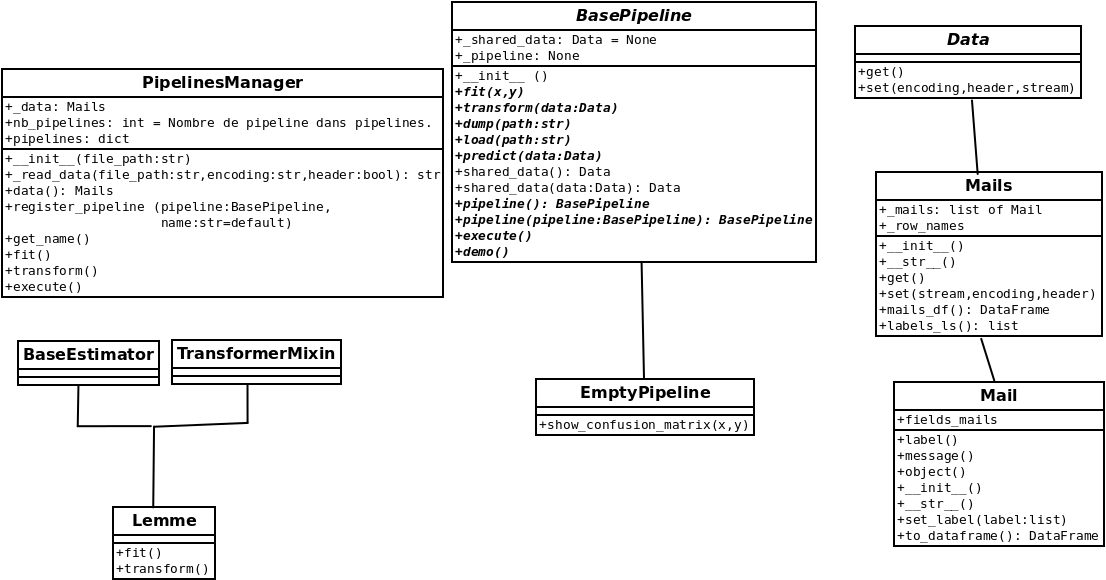 PipelinesManager
+_data: Mails
+nb_pipelines: int = Nombre de pipeline dans pipelines.
+pipelines: dict
+__init__(file_path:str)
+_read_data(file_path:str,encoding:str,header:bool): str
+data(): Mails
+register_pipeline (pipeline:BasePipeline,
name:str=default)
+get_name()
+fit()
+transform()
+execute()
BasePipeline
+_shared_data: Data = None
+_pipeline: None
+__init__ ()
+fit(x,y)
+transform(data:Data)
+dump(path:str)
+load(path:str)
+predict(data:Data)
+shared_data(): Data
+shared_data(data:Data): Data
+pipeline(): BasePipeline
+pipeline(pipeline:BasePipeline): BasePipeline
+execute()
+demo()
Data
+get()
+set(encoding,header,stream)
Mails
+_mails: list of Mail
+_row_names
+__init__()
+__str__()
+get()
+set(stream,encoding,header)
+mails_df(): DataFrame
+labels_ls(): list
BaseEstimator
TransformerMixin
EmptyPipeline
+show_confusion_matrix(x,y)
Mail
+fields_mails
+label()
+message()
+object()
+__init__()
+__str__()
+set_label(label:list)
+to_dataframe(): DataFrame
Lemme
+fit()
+transform()